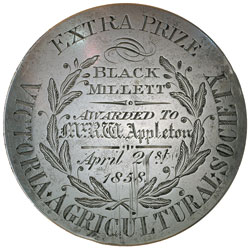 EXTRA PRIZE
VICTORIA AGRICULTURAL SOCIETY
BLACK
MILLETT
AWARDED TO
W. Appleton
April 21st
1858